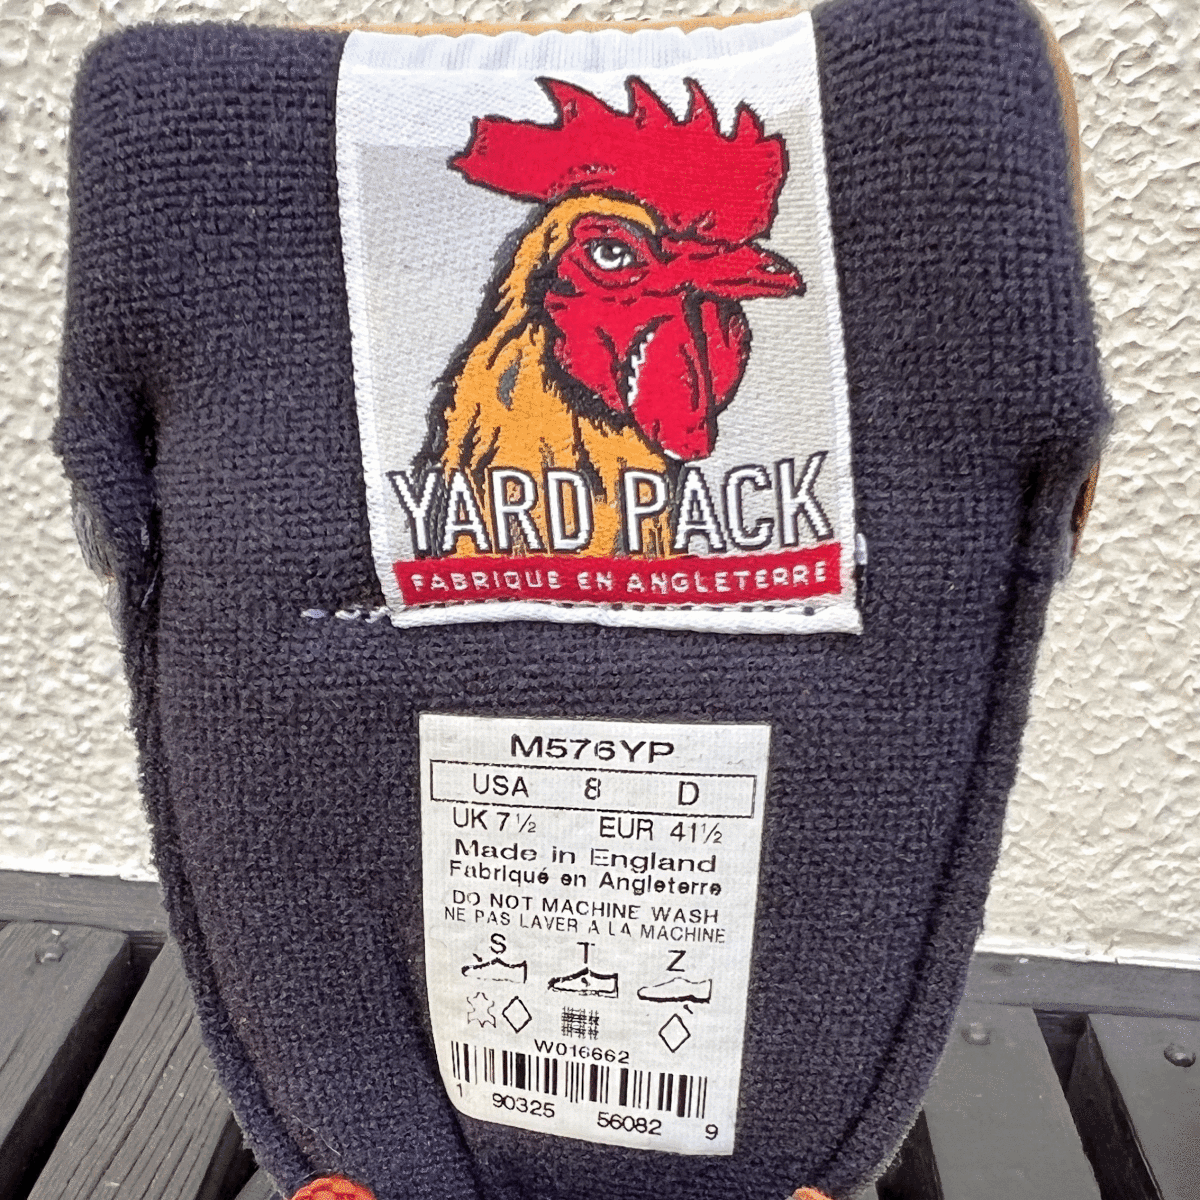 YARD PACK
FABRIQUE EN ANGLETERRE
M576YP
USA 8 D
UK 7½ EUR 41½
Made in England
Fabriqué en Angleterre
DO NOT MACHINE WASH
NE PAS LAVER A LA MACHINE
S T Z
W016662
1 90325 56082 9